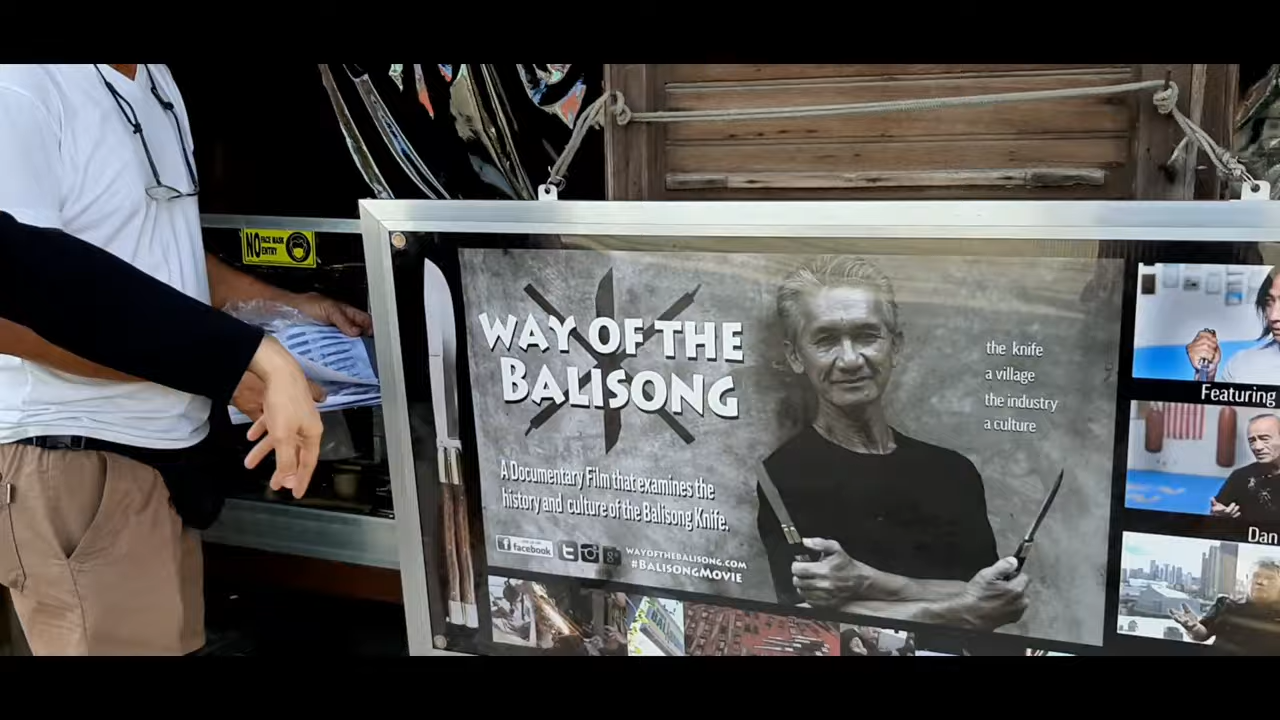 NO FACE MASK
ENTRY
WAY OF THE
BALISONG
A Documentary Film that examines the
history and culture of the Balisong Knife.
facebook
WAYOFTHEBALISONG.COM
#BALISONGMOVIE
the knife
a village
the industry
a culture
Featuring
Dan